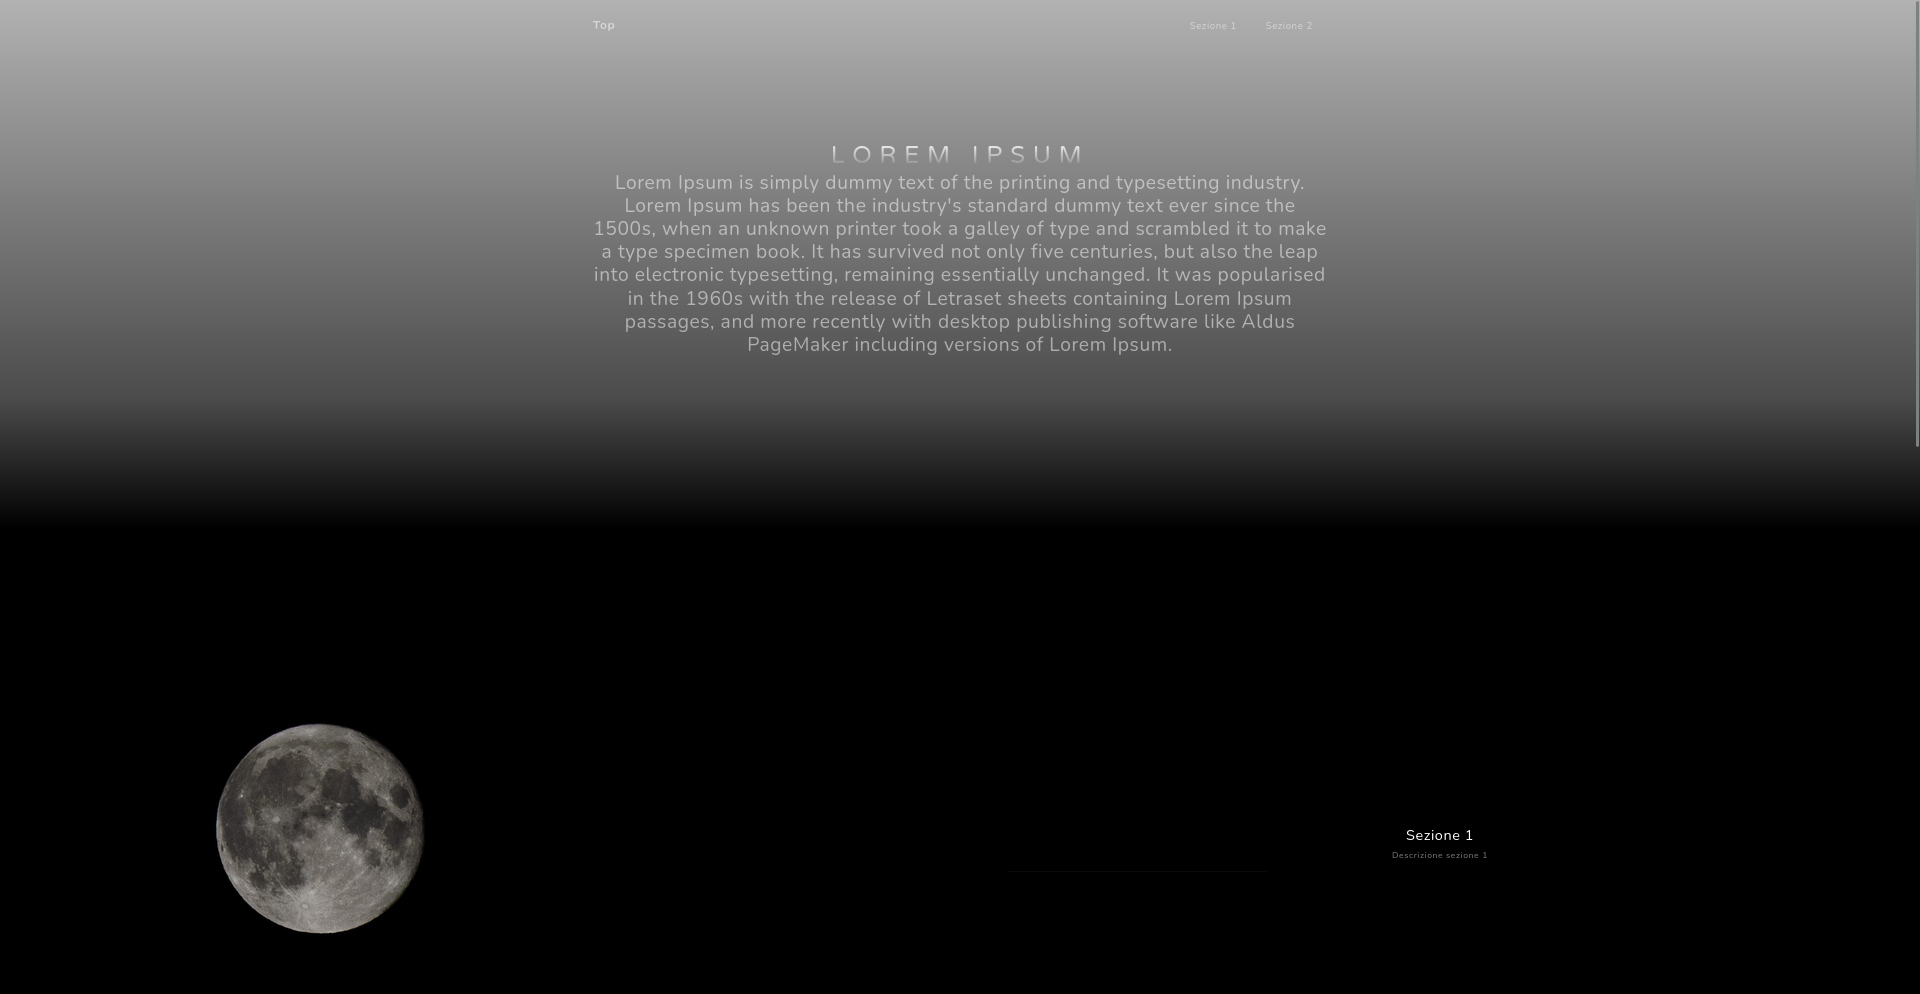 Top
Sezione 1
Sezione 2
LOREM IPSUM
Lorem Ipsum is simply dummy text of the printing and typesetting industry.
Lorem Ipsum has been the industry's standard dummy text ever since the
1500s, when an unknown printer took a galley of type and scrambled it to make
a type specimen book. It has survived not only five centuries, but also the leap
into electronic typesetting, remaining essentially unchanged. It was popularised
in the 1960s with the release of Letraset sheets containing Lorem Ipsum
passages, and more recently with desktop publishing software like Aldus
PageMaker including versions of Lorem Ipsum.
Sezione 1
Descrizione sezione 1